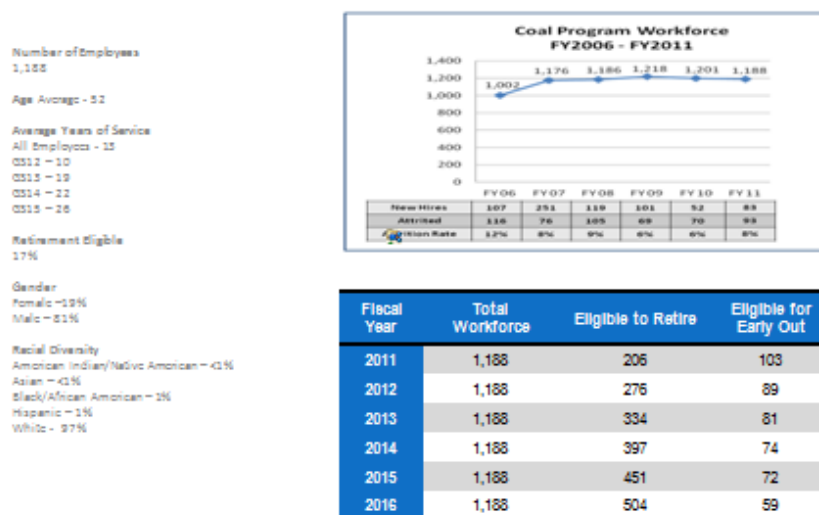 Number of Employees
1,188
Age Average - 52
Average Years of Service
All Employees - 15
GS12 – 10
GS13 – 19
GS14 – 22
GS15 – 26
Retirement Eligible
17%
Gender
Female –19%
Male – 81%
Racial Diversity
American Indian/Native American – <1%
Asian – <1%
Black/African American – 1%
Hispanic – 1%
White - 97%
Coal Program Workforce
FY2006 - FY2011
1,400
1,200
1,000
800
600
400
200
0
1,002 1,176 1,186 1,218 1,201 1,188
FY06 FY07 FY08 FY09 FY10 FY11
New Hires 107 251 119 101 52 83
Attrited 116 76 105 69 70 93
Rate 12% 8% 9% 6% 6% 8%
Fiscal Year Total Workforce Eligible to Retire Eligible for Early Out
2011 1,188 206 103
2012 1,188 276 89
2013 1,188 334 81
2014 1,188 397 74
2015 1,188 451 72
2016 1,188 504 59